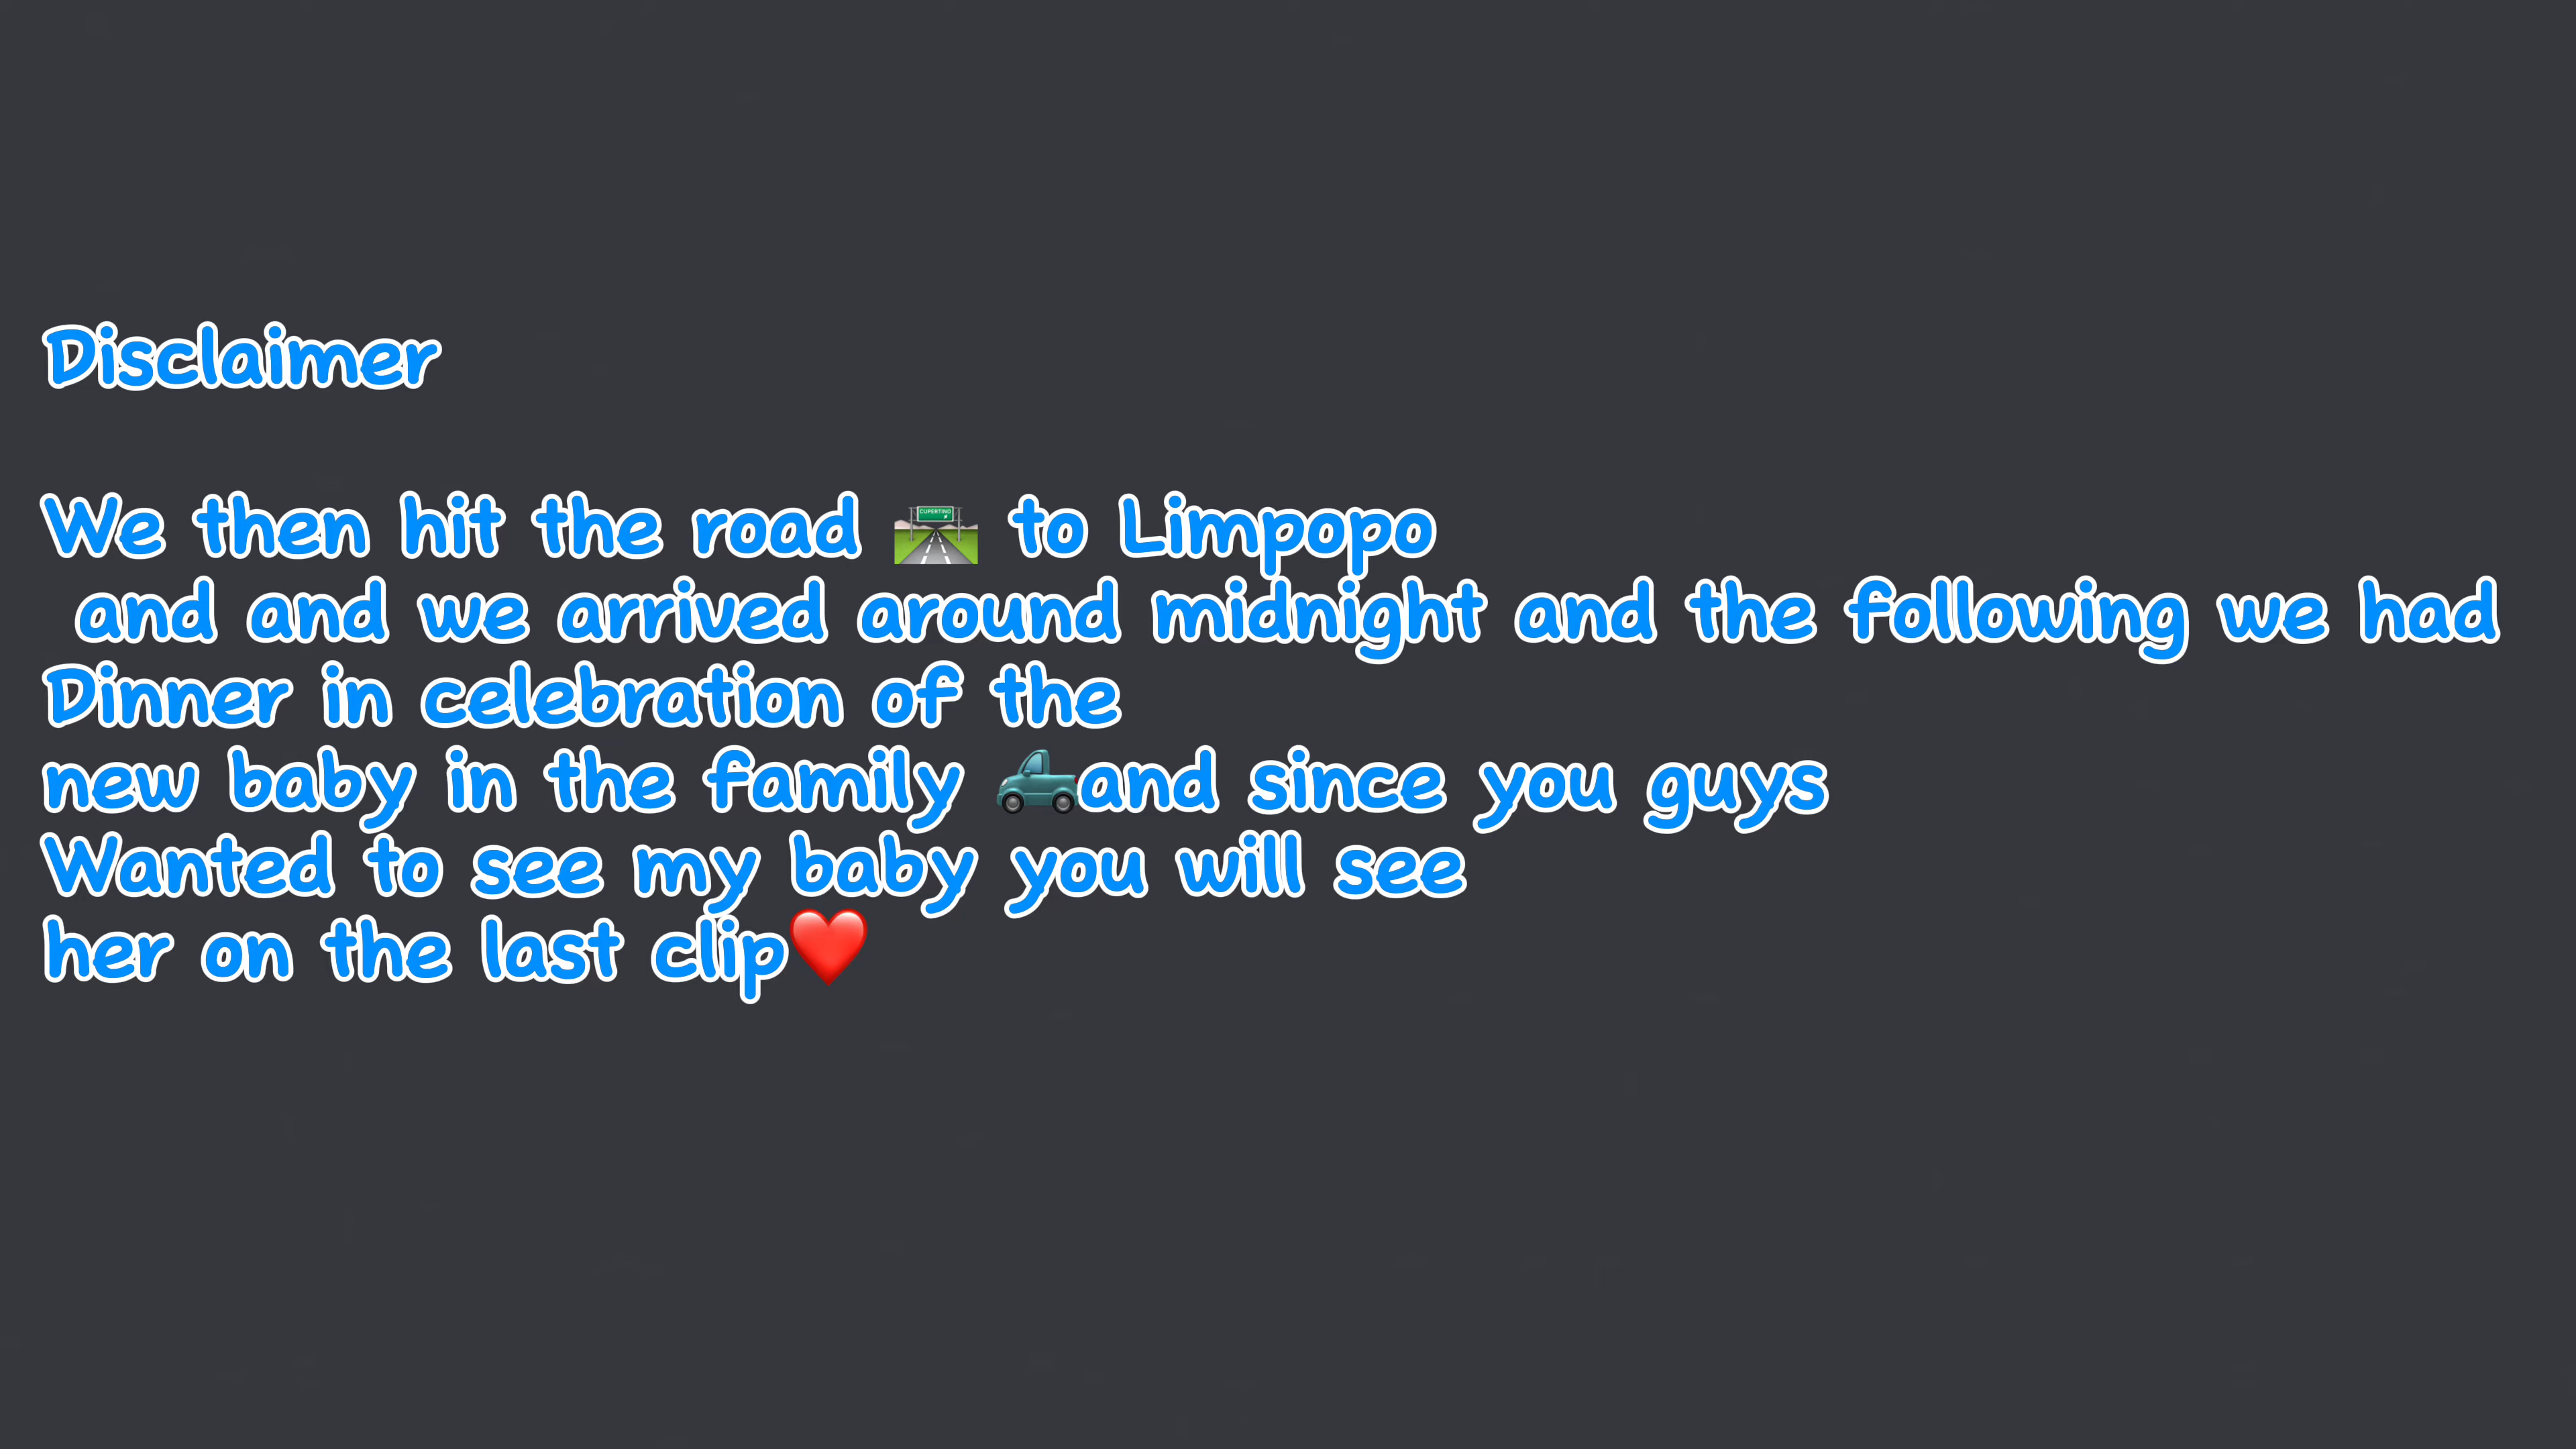 Disclaimer
We then hit the road 🛣️ to Limpopo
and and we arrived around midnight and the following we had
Dinner in celebration of the
new baby in the family 🛻and since you guys
Wanted to see my baby you will see
her on the last clip❤️